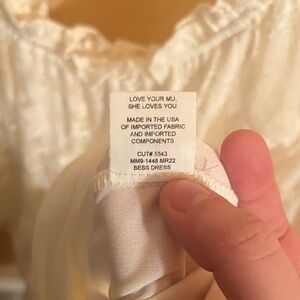 LOVE YOUR MU,
SHE LOVES YOU.
MADE IN THE USA
OF IMPORTED FABRIC
AND IMPORTED
COMPONENTS
CUT# 5343
MM9-1448 MR22
BESS DRESS